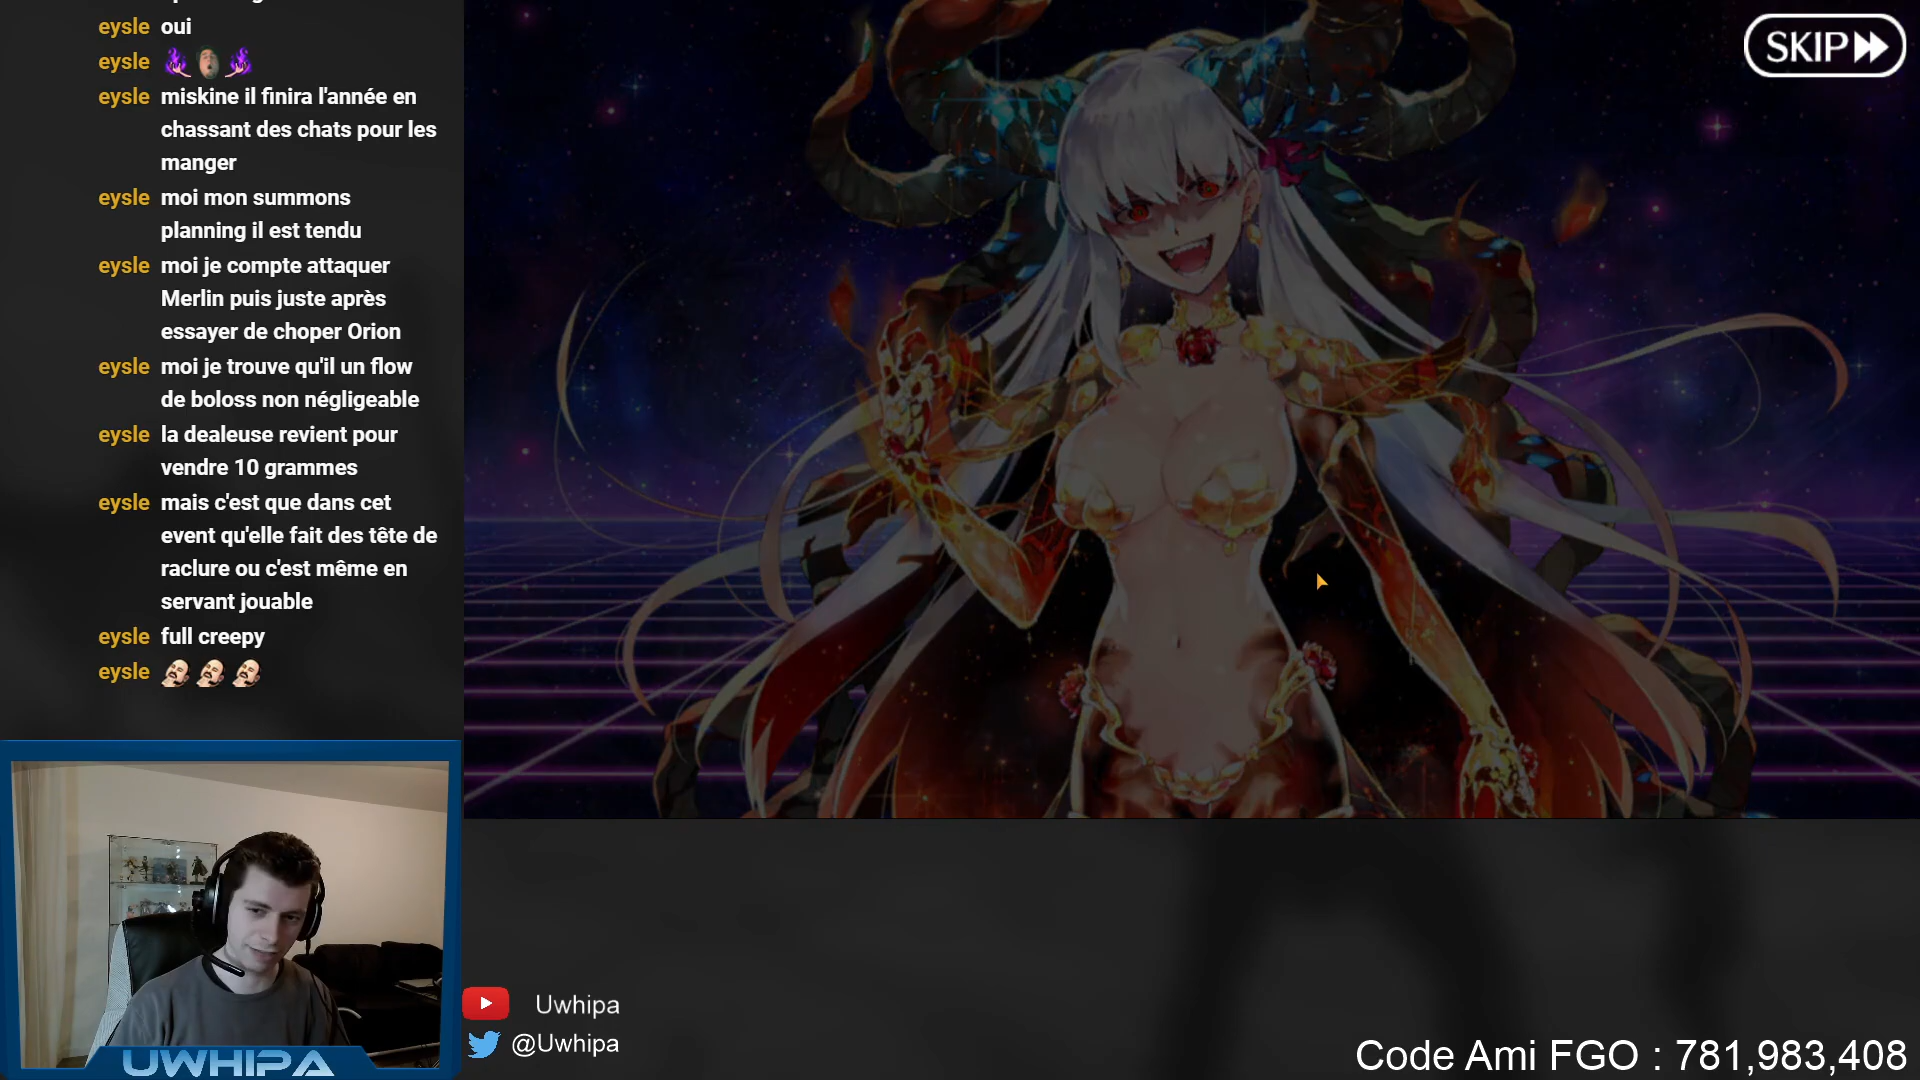 eysle oui
eysle
eysle miskine il finira l'année en
chassant des chats pour les
manger
eysle moi mon summons
planning il est tendu
eysle moi je compte attaquer
Merlin puis juste après
essayer de choper Orion
eysle moi je trouve qu'il un flow
de boloss non négligeable
eysle la dealeuse revient pour
vendre 10 grammes
eysle mais c'est que dans cet
event qu'elle fait des tête de
raclure ou c'est même en
servant jouable
eysle full creepy
eysle
SKIP
UWHIPA
Uwhipa
@Uwhipa
Code Ami FGO : 781,983,408